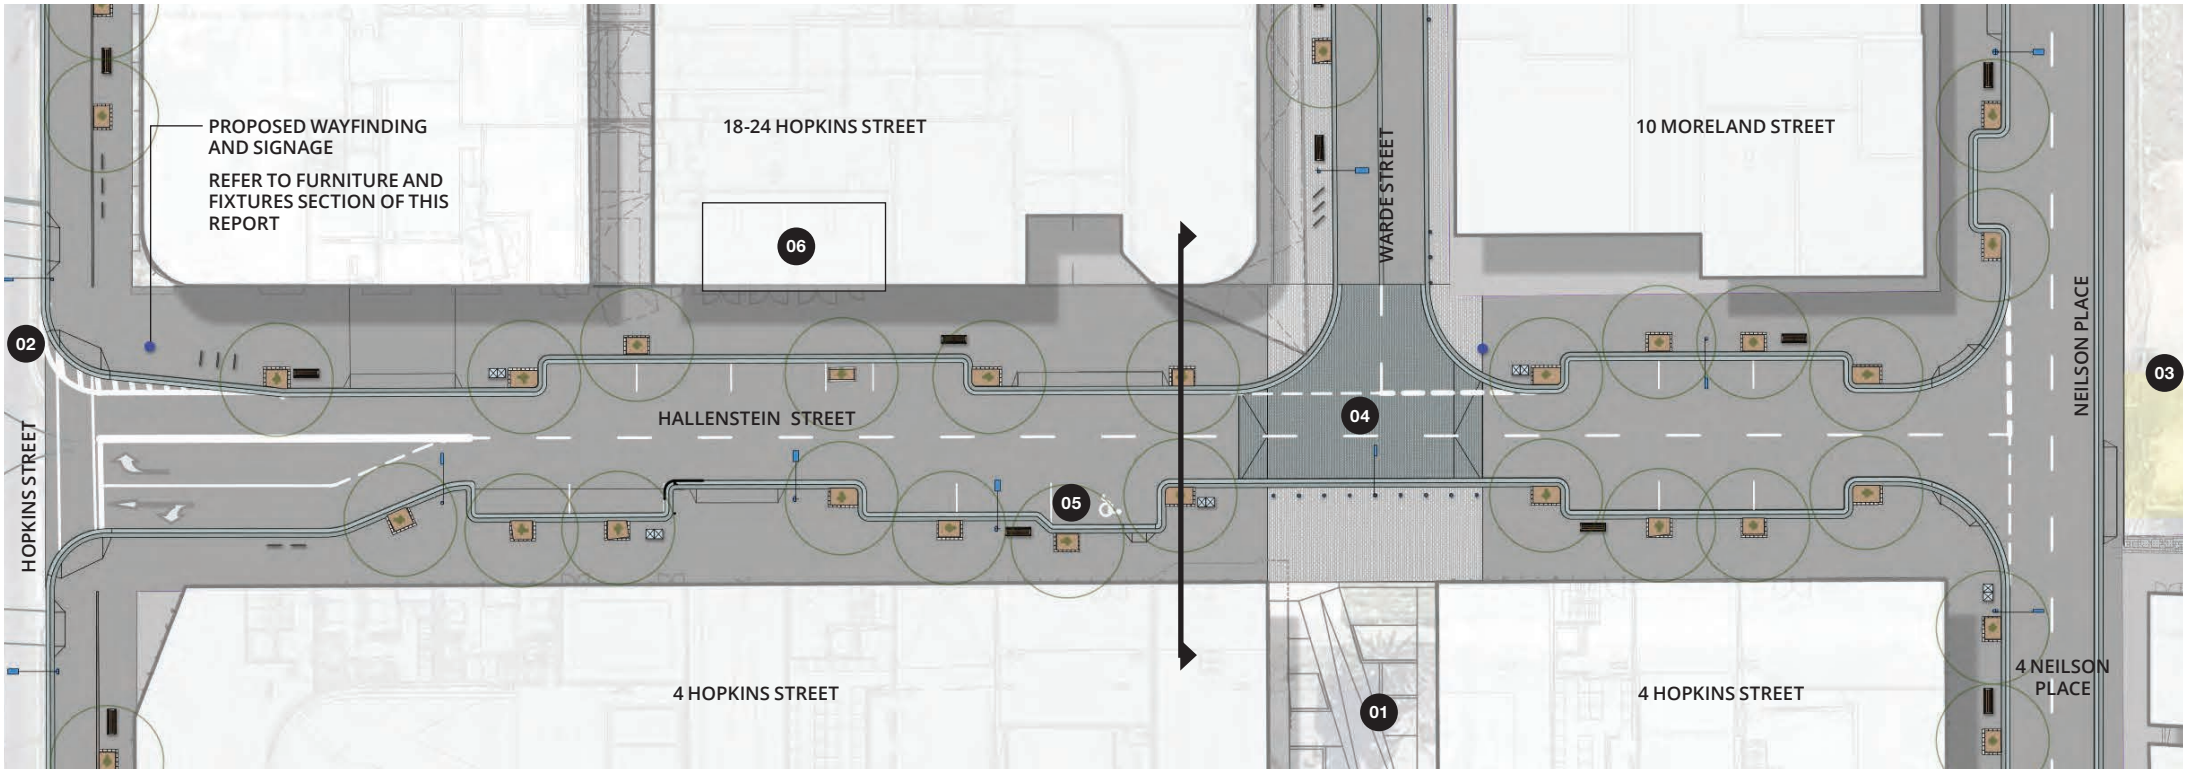 PROPOSED WAYFINDING
AND SIGNAGE
REFER TO FURNITURE AND
FIXTURES SECTION OF THIS
REPORT
18-24 HOPKINS STREET
10 MORELAND STREET
WARDE STREET
06
02
03
04
HALLENSTEIN STREET
NEILSON PLACE
HOPKINS STREET
05
4 HOPKINS STREET
01
4 HOPKINS STREET
4 NEILSON
PLACE